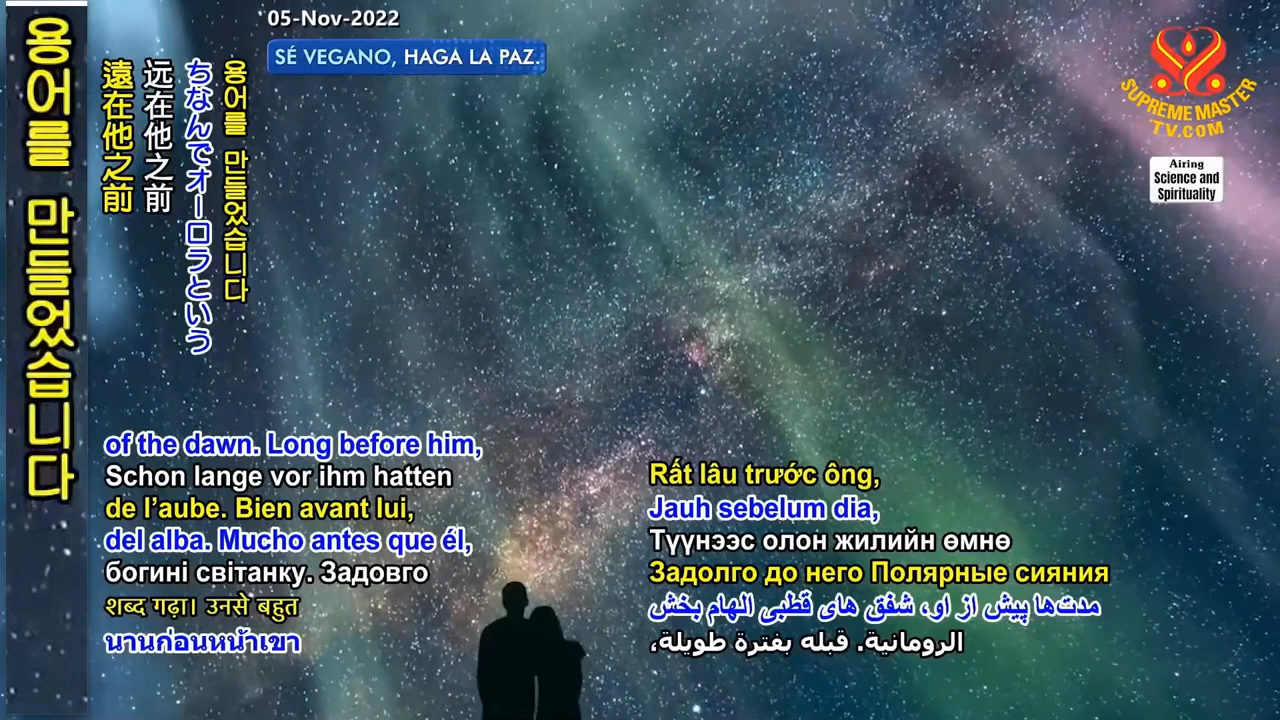 05-Nov-2022
SÉ VEGANO, HAGA LA PAZ.
SUPREME MASTER
TV.COM
Airing
Science and
Spirituality
용어를 만들었습니다
遠在他之前
远在他之前
ちなんでオーロラという
용어를 만들었습니다
of the dawn. Long before him,
Schon lange vor ihm hatten
de l’aube. Bien avant lui,
del alba. Mucho antes que él,
богині світанку. Задовго
शब्द गढ़ा। उनसे बहुत
นานก่อนหน้าเขา
Rất lâu trước ông,
Jauh sebelum dia,
Түүнээс олон жилийн өмнө
Задолго до него Полярные сияния
مدت‌ها پیش از او، شفق های قطبی الهام بخش
الرومانية. قبله بفترة طويلة،